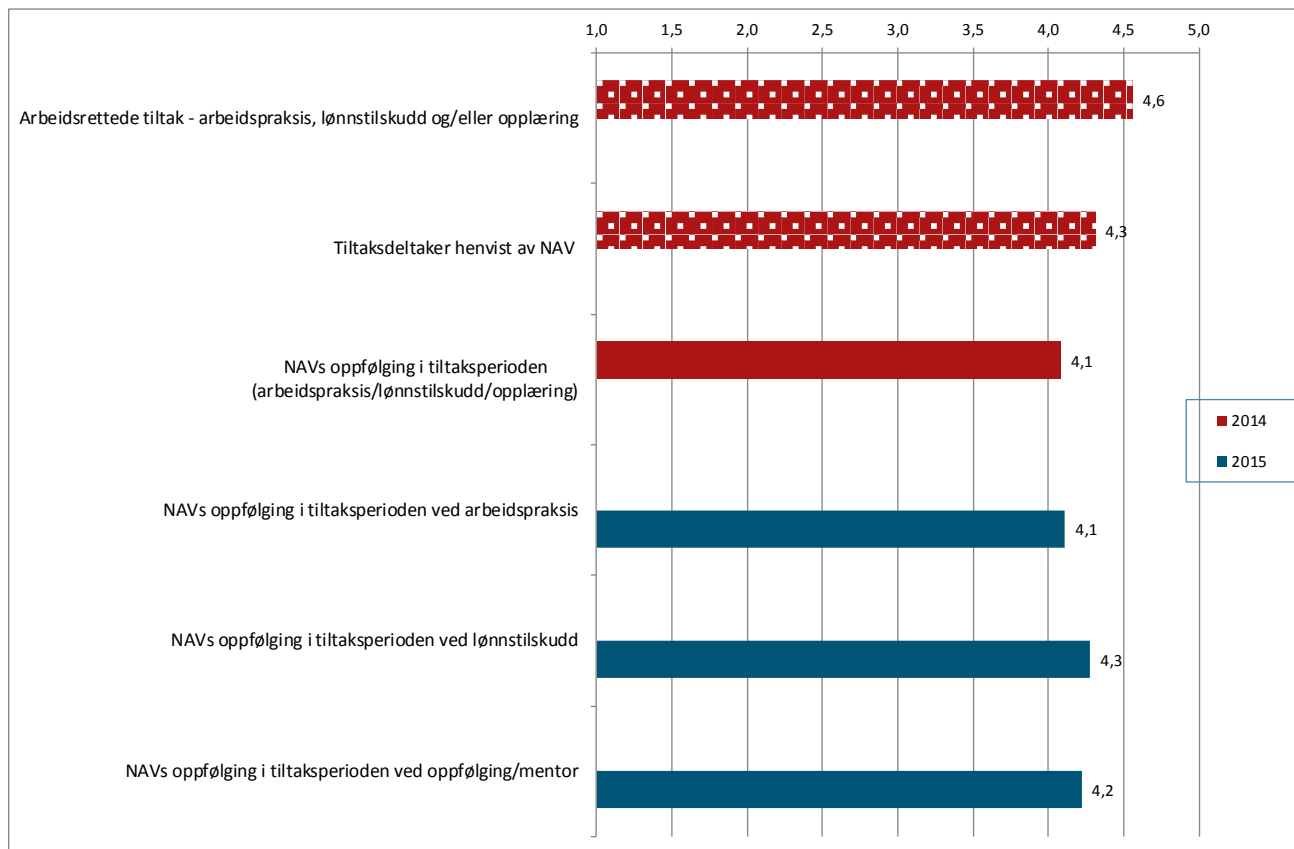 1,0 1,5 2,0 2,5 3,0 3,5 4,0 4,5 5,0
Arbeidsrettede tiltak - arbeidspraksis, lønnstilskudd og/eller opplæring
4,6
Tiltaksdeltaker henvist av NAV
4,3
NAVs oppfølging i tiltaksperioden
(arbeidspraksis/lønnstilskudd/opplæring)
4,1
NAVs oppfølging i tiltaksperioden ved arbeidspraksis
4,1
NAVs oppfølging i tiltaksperioden ved lønnstilskudd
4,3
NAVs oppfølging i tiltaksperioden ved oppfølging/mentor
4,2
2014
2015